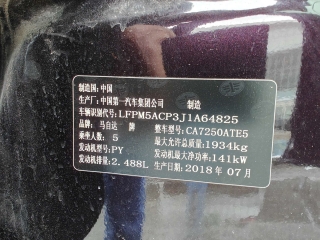 制造国:中国
生产厂:中国第一汽车集团公司 制造
车辆识别代号:LFPM5ACP3J1A64825
品牌:马自达 牌 整车型号:CA7250ATE5
乘坐人数:5 最大允许总质量:1934kg
发动机型号:PY 发动机最大净功率:141kW
发动机排量:2.488L 生产日期:2018年07月